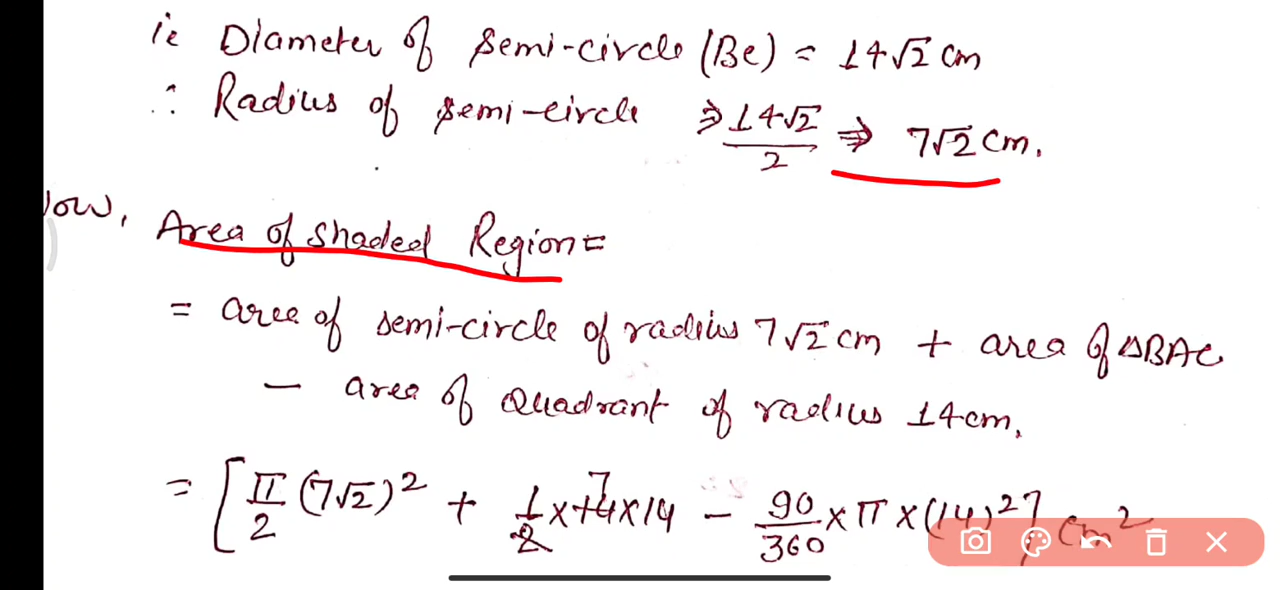 ie Diameter of semi-circle (BC) = 14√2 cm
∴ Radius of semi-circle ⇒ 14√2/2 ⇒ 7√2 cm.
Now, Area of shaded Region =
= area of semi-circle of radius 7√2 cm + area of ΔBAC
— area of Quadrant of radius 14cm.
= [π/2 (7√2)² + 1/2 × 14 7 × 14 − 90/360 × π × (14)²] cm²